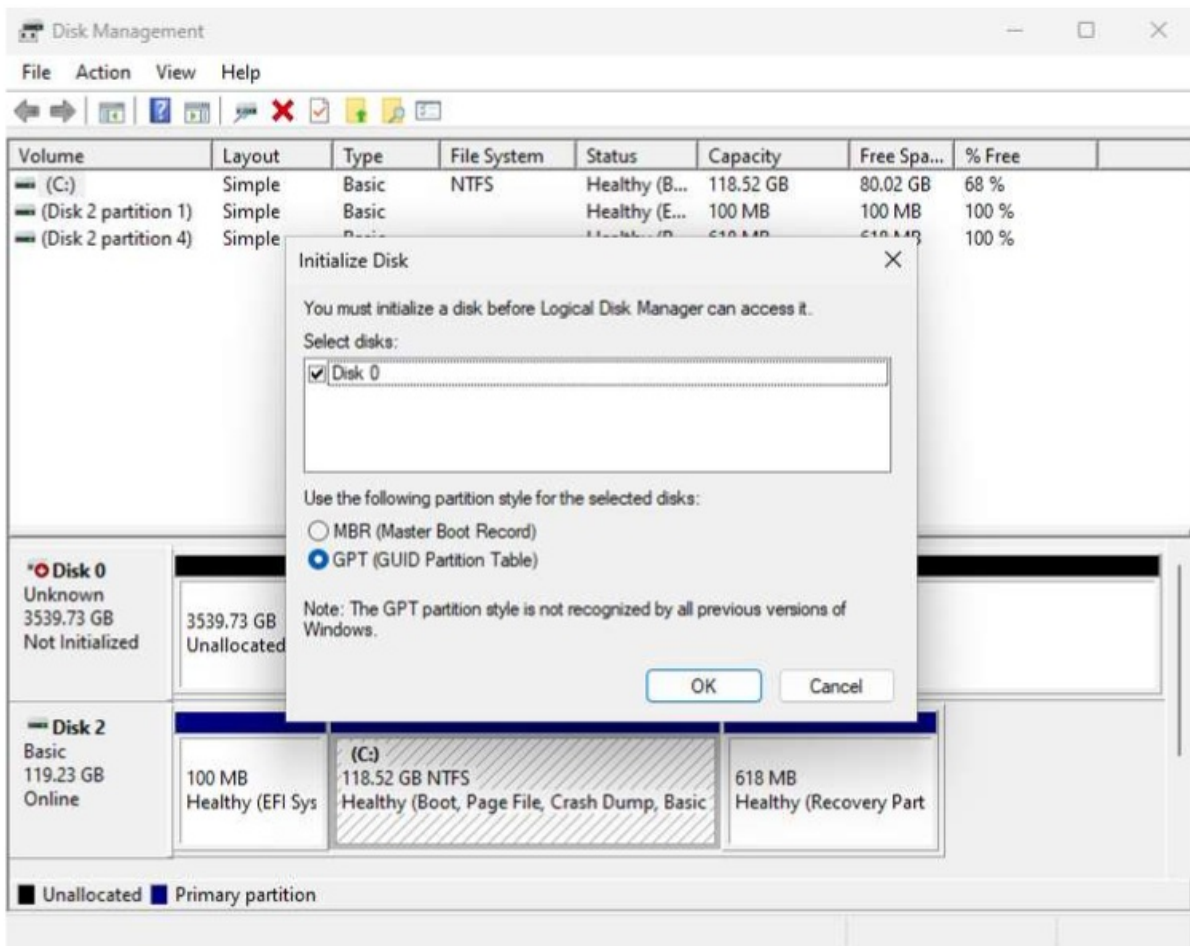 Disk Management
File Action View Help
Volume Layout Type File System Status Capacity Free Spa... % Free
(C:) Simple Basic NTFS Healthy (B... 118.52 GB 80.02 GB 68 %
(Disk 2 partition 1) Simple Basic Healthy (E... 100 MB 100 MB 100 %
(Disk 2 partition 4) Simple 100 %
Initialize Disk
You must initialize a disk before Logical Disk Manager can access it.
Select disks:
Disk 0
Use the following partition style for the selected disks:
MBR (Master Boot Record)
GPT (GUID Partition Table)
Note: The GPT partition style is not recognized by all previous versions of
Windows.
OK Cancel
Disk 0
Unknown
3539.73 GB
Not Initialized
3539.73 GB
Unallocated
Disk 2
Basic
119.23 GB
Online
100 MB
Healthy (EFI Sys
(C:)
118.52 GB NTFS
Healthy (Boot, Page File, Crash Dump, Basic
618 MB
Healthy (Recovery Part
Unallocated Primary partition